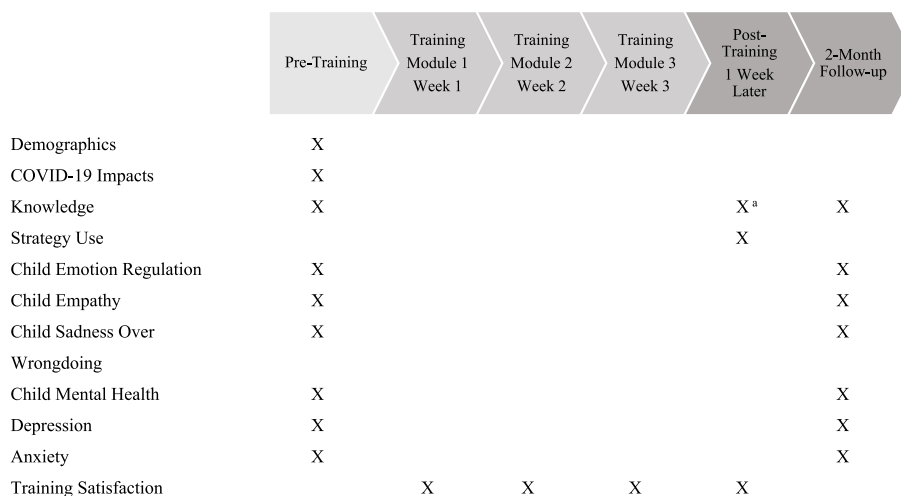 Pre-Training
Training
Module 1
Week 1
Training
Module 2
Week 2
Training
Module 3
Week 3
Post-
Training
1 Week
Later
2-Month
Follow-up
Demographics X
COVID-19 Impacts X
Knowledge X X a X
Strategy Use X
Child Emotion Regulation X X
Child Empathy X X
Child Sadness Over X X
Wrongdoing
Child Mental Health X X
Depression X X
Anxiety X X
Training Satisfaction X X X X